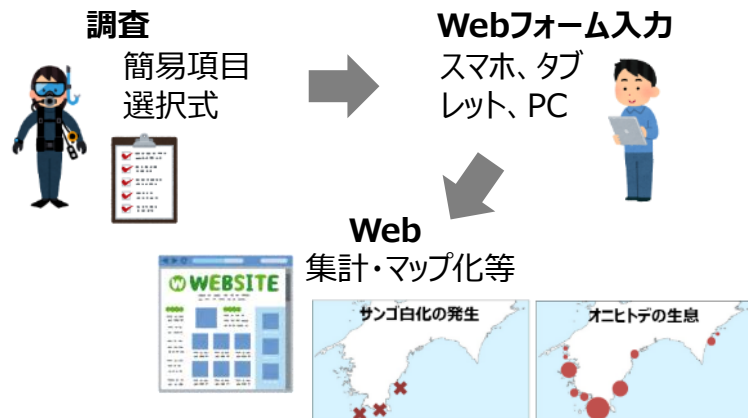 調査
簡易項目
選択式
Webフォーム入力
スマホ、タブ
レット、PC
Web
集計・マップ化等
WEBSITE
サンゴ白化の発生
オニヒトデの生息